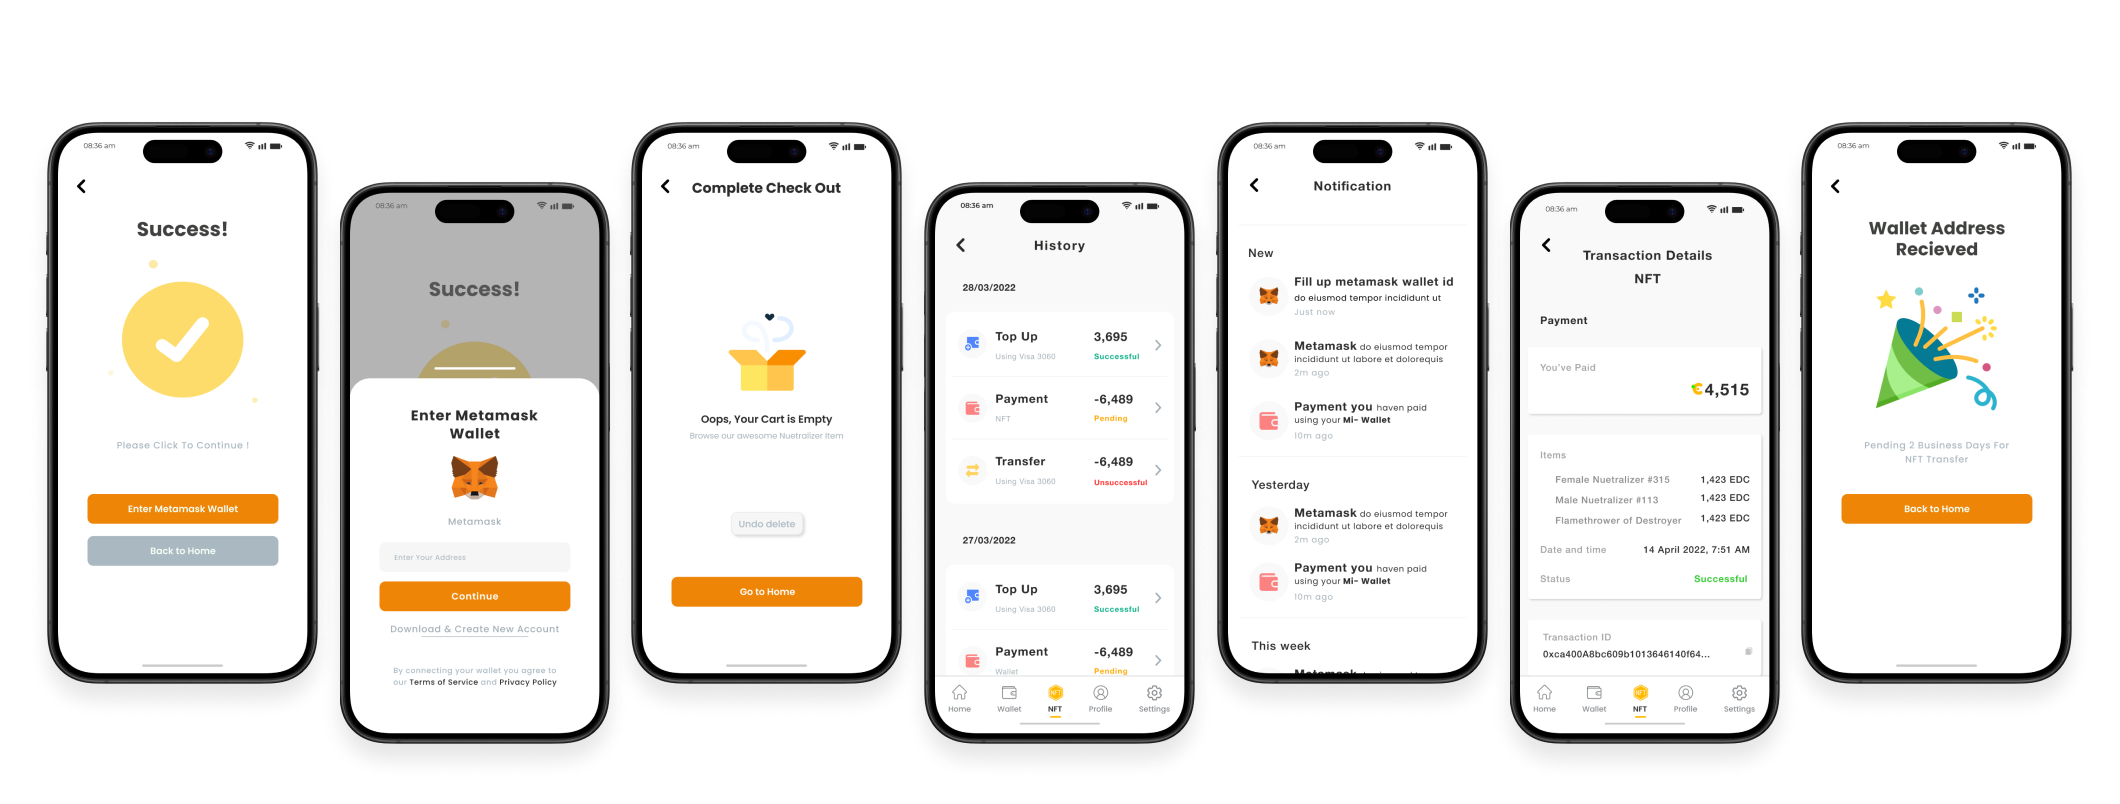 08:36 am
Success!
Please Click To Continue !
Enter Metamask Wallet
Back to Home
08:36 am
Success!
Enter Metamask
Wallet
Metamask
Enter Your Address
Continue
Download & Create New Account
By connecting your wallet you agree to
our Terms of Service and Privacy Policy
08:36 am
Complete Check Out
Oops, Your Cart is Empty
Browse our awesome Nuetralizer Item
Undo delete
Go to Home
08:36 am
History
28/03/2022
Top Up 3,695
Using Visa 3060 Successful
Payment -6,489
NFT Pending
Transfer -6,489
Using Visa 3060 Unsuccessful
27/03/2022
Top Up 3,695
Using Visa 3060 Successful
Payment -6,489
Wallet Pending
NFT
Home Wallet NFT Profile Settings
08:36 am
Notification
New
Fill up metamask wallet id
do eiusmod tempor incididunt ut
Just now
Metamask do eiusmod tempor
incididunt ut labore et dolorequis
2m ago
Payment you haven paid
using your Mi- Wallet
10m ago
Yesterday
Metamask do eiusmod tempor
incididunt ut labore et dolorequis
2m ago
Payment you haven paid
using your Mi- Wallet
10m ago
This week
08:36 am
Transaction Details
NFT
Payment
You've Paid
€4,515
Items
Female Nuetralizer #315 1,423 EDC
Male Nuetralizer #113 1,423 EDC
Flamethrower of Destroyer 1,423 EDC
Date and time 14 April 2022, 7:51 AM
Status Successful
Transaction ID
0xca400A8bc609b1013646140f64...
NFT
Home Wallet NFT Profile Settings
08:36 am
Wallet Address
Recieved
Pending 2 Business Days For
NFT Transfer
Back to Home